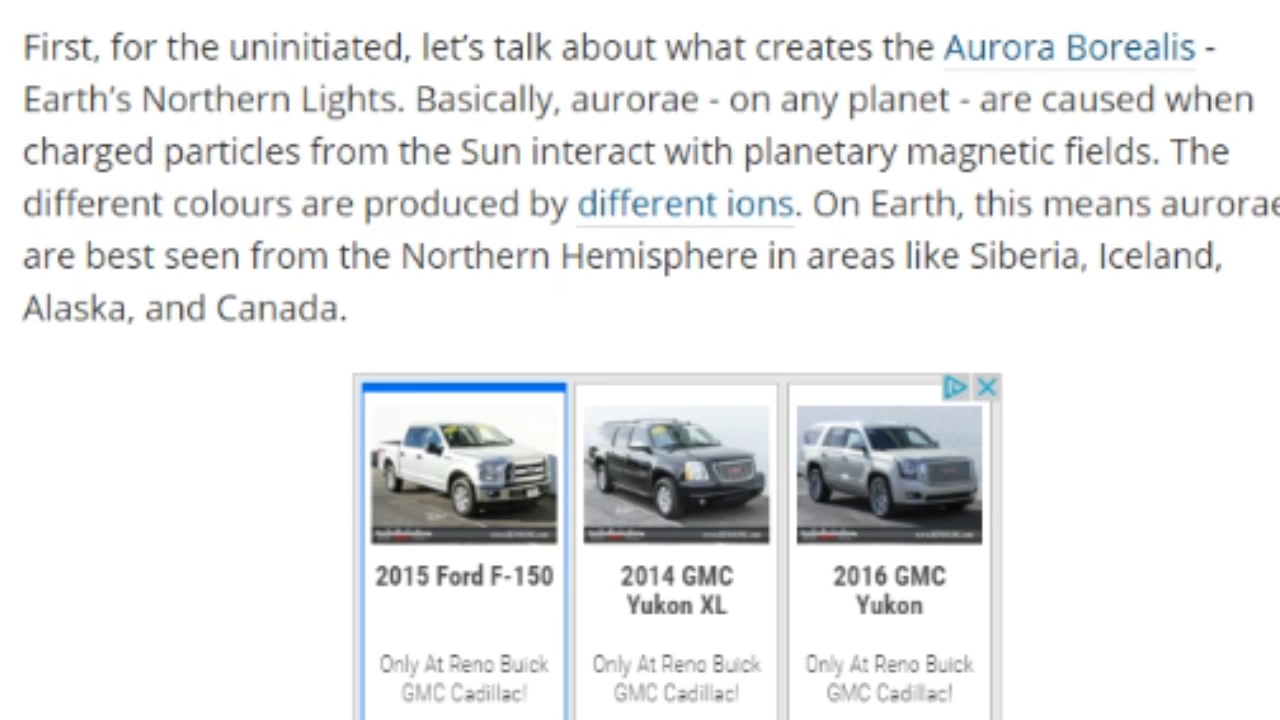 First, for the uninitiated, let's talk about what creates the Aurora Borealis -
Earth's Northern Lights. Basically, aurorae - on any planet - are caused when
charged particles from the Sun interact with planetary magnetic fields. The
different colours are produced by different ions. On Earth, this means aurorae
are best seen from the Northern Hemisphere in areas like Siberia, Iceland,
Alaska, and Canada.
2015 Ford F-150
Only At Reno Buick
GMC Cadillac!
2014 GMC
Yukon XL
Only At Reno Buick
GMC Cadillac!
2016 GMC
Yukon
Only At Reno Buick
GMC Cadillac!